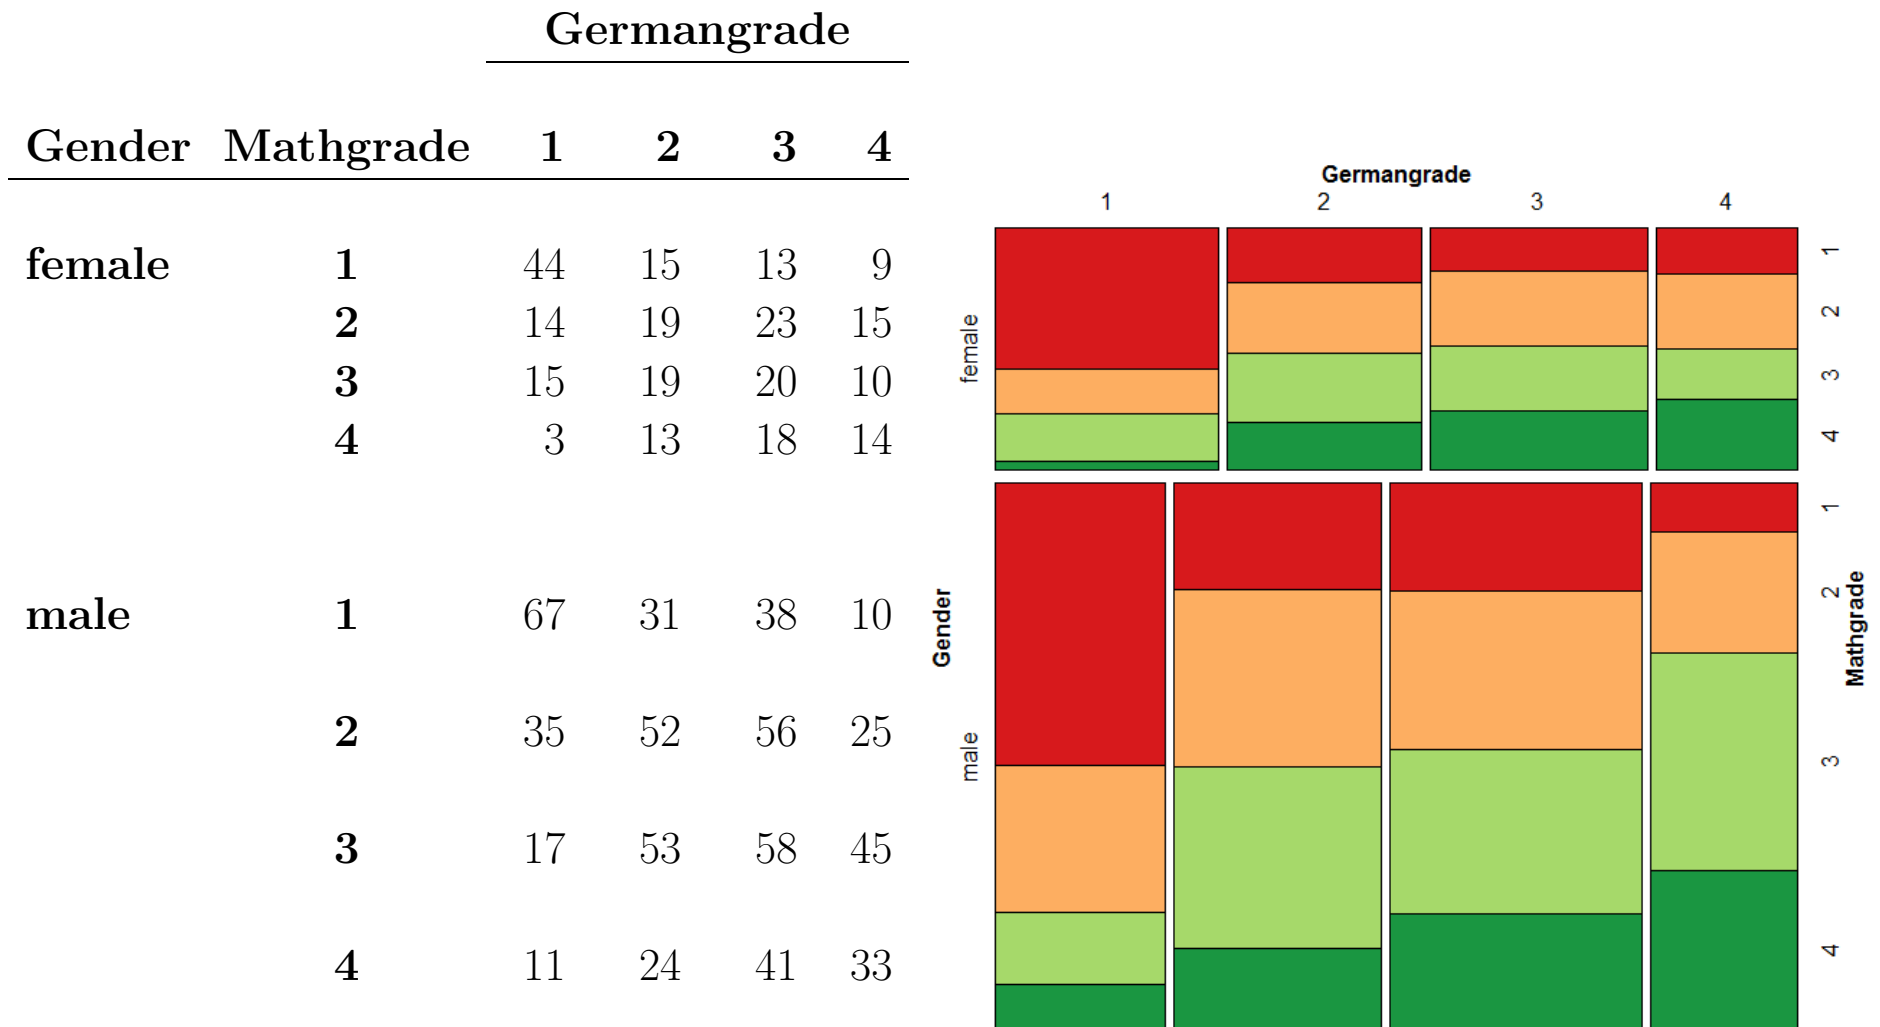 Germangrade
Gender Mathgrade 1 2 3 4
female 1 44 15 13 9
2 14 19 23 15
3 15 19 20 10
4 3 13 18 14
male 1 67 31 38 10
2 35 52 56 25
3 17 53 58 45
4 11 24 41 33
Germangrade
1 2 3 4
female
male
Gender
1
2
3
4
1
2
3
4
Mathgrade